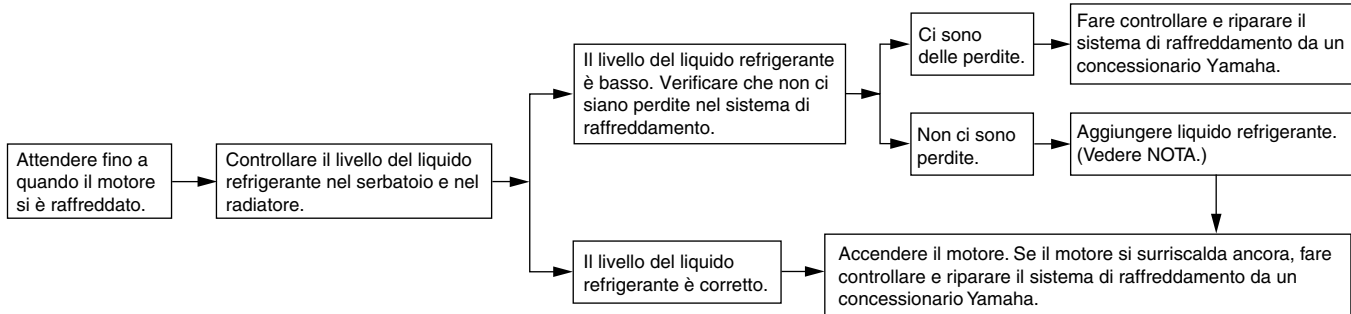 Attendere fino a
quando il motore
si è raffreddato.
Controllare il livello del liquido
refrigerante nel serbatoio e nel
radiatore.
Il livello del liquido refrigerante
è basso. Verificare che non ci
siano perdite nel sistema di
raffreddamento.
Ci sono
delle perdite.
Fare controllare e riparare il
sistema di raffreddamento da un
concessionario Yamaha.
Non ci sono
perdite.
Aggiungere liquido refrigerante.
(Vedere NOTA.)
Il livello del liquido
refrigerante è corretto.
Accendere il motore. Se il motore si surriscalda ancora, fare
controllare e riparare il sistema di raffreddamento da un
concessionario Yamaha.